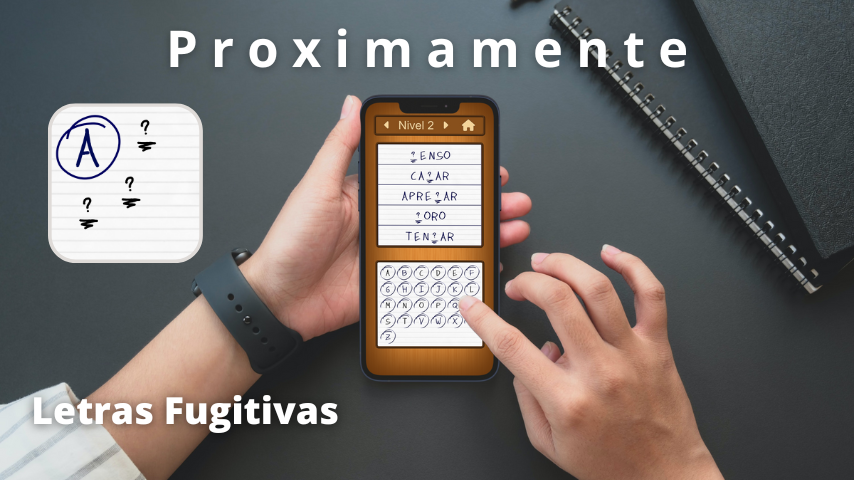 Proximamente
A ?
?
?
Nivel 2
?ENSO
CA?AR
APRE?AR
?ORO
TEN?AR
A B C D E F
G H I J K L
M N O P Q
S T V W X
Z
Letras Fugitivas